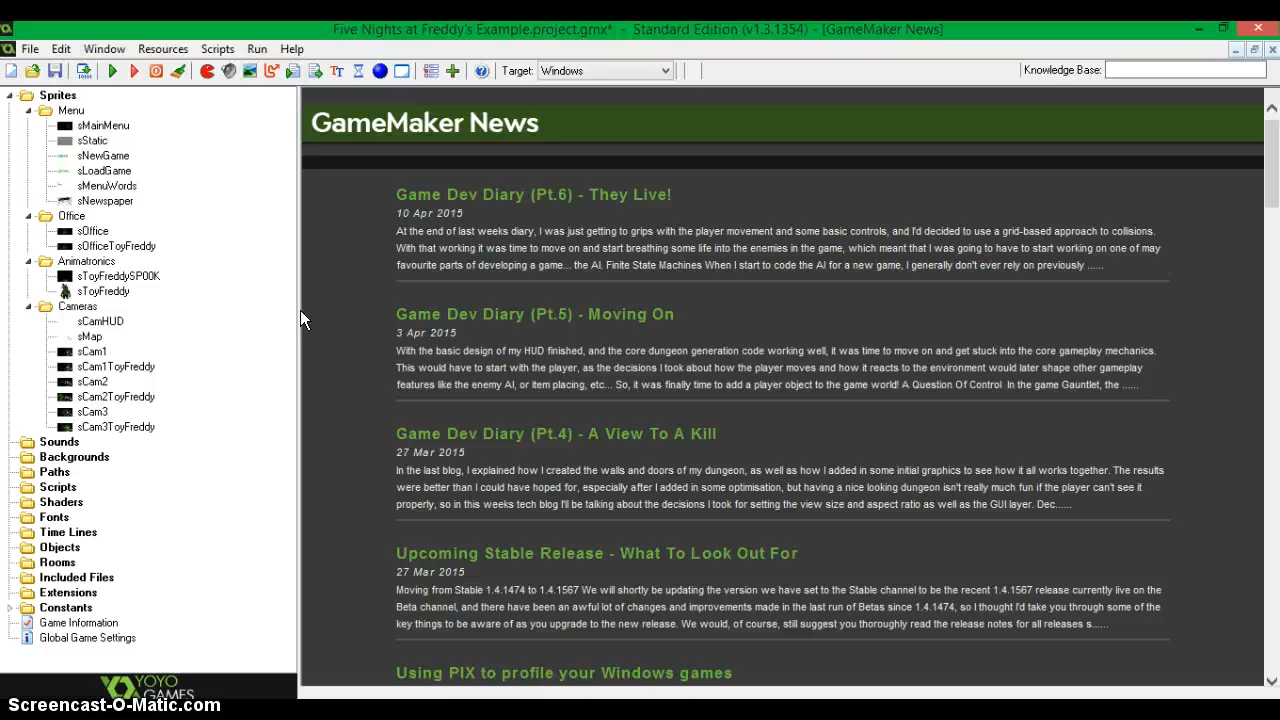 Five Nights at Freddy's Example.project.gmx* - Standard Edition (v1.3.1354) - [GameMaker News]
File Edit Window Resources Scripts Run Help
Target: Windows Knowledge Base:
Sprites
Menu
sMainMenu
sStatic
sNewGame
sLoadGame
sMenuWords
sNewspaper
Office
sOffice
sOfficeToyFreddy
Animatronics
sToyFreddySP00K
sToyFreddy
Cameras
sCamHUD
sMap
sCam1
sCam1ToyFreddy
sCam2
sCam2ToyFreddy
sCam3
sCam3ToyFreddy
Sounds
Backgrounds
Paths
Scripts
Shaders
Fonts
Time Lines
Objects
Rooms
Included Files
Extensions
Constants
Game Information
Global Game Settings
YOYO
GAMES
GameMaker News
Game Dev Diary (Pt.6) - They Live!
10 Apr 2015
At the end of last weeks diary, I was just getting to grips with the player movement and some basic controls, and I'd decided to use a grid-based approach to collisions.
With that working it was time to move on and start breathing some life into the enemies in the game, which meant that I was going to have to start working on one of may
favourite parts of developing a game... the AI. Finite State Machines When I start to code the AI for a new game, I generally don't ever rely on previously ......
Game Dev Diary (Pt.5) - Moving On
3 Apr 2015
With the basic design of my HUD finished, and the core dungeon generation code working well, it was time to move on and get stuck into the core gameplay mechanics.
This would have to start with the player, as the decisions I took about how the player moves and how it reacts to the environment would later shape other gameplay
features like the enemy AI, or item placing, etc... So, it was finally time to add a player object to the game world! A Question Of Control In the game Gauntlet, the ......
Game Dev Diary (Pt.4) - A View To A Kill
27 Mar 2015
In the last blog, I explained how I created the walls and doors of my dungeon, as well as how I added in some initial graphics to see how it all works together. The results
were better than I could have hoped for, especially after I added in some optimisation, but having a nice looking dungeon isn't really much fun if the player can't see it
properly, so in this weeks tech blog I'll be talking about the decisions I took for setting the view size and aspect ratio as well as the GUI layer. Dec......
Upcoming Stable Release - What To Look Out For
27 Mar 2015
Moving from Stable 1.4.1474 to 1.4.1567 We will shortly be updating the version we have set to the Stable channel to be the recent 1.4.1567 release currently live on the
Beta channel, and there have been an awful lot of changes and improvements made in the last run of Betas since 1.4.1474, so I thought I'd take you through some of the
key things to be aware of as you upgrade to the new release. We would, of course, still suggest you thoroughly read the release notes for all releases s......
Using PIX to profile your Windows games
Screencast-O-Matic.com